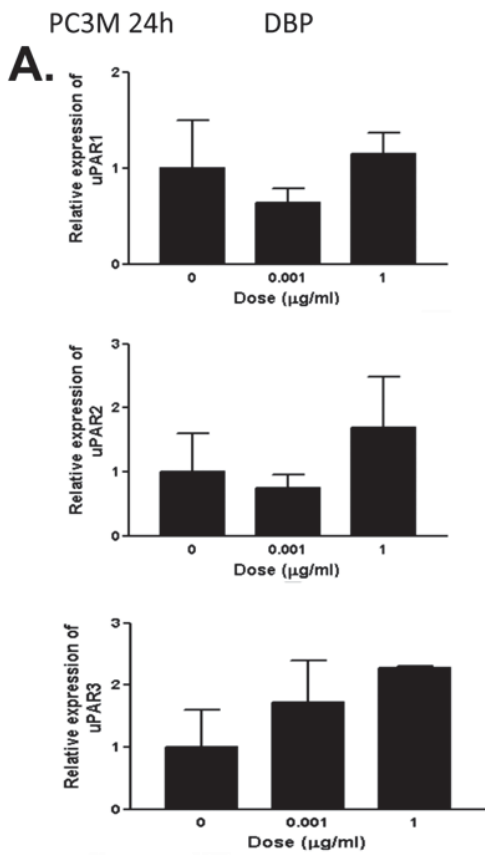 PC3M 24h DBP
A.
Relative expression of
uPAR1
2
1
0
0 0.001 1
Dose (μg/ml)
Relative expression of
uPAR2
3
2
1
0
0 0.001 1
Dose (μg/ml)
Relative expression of
uPAR3
3
2
1
0
0 0.001 1
Dose (μg/ml)